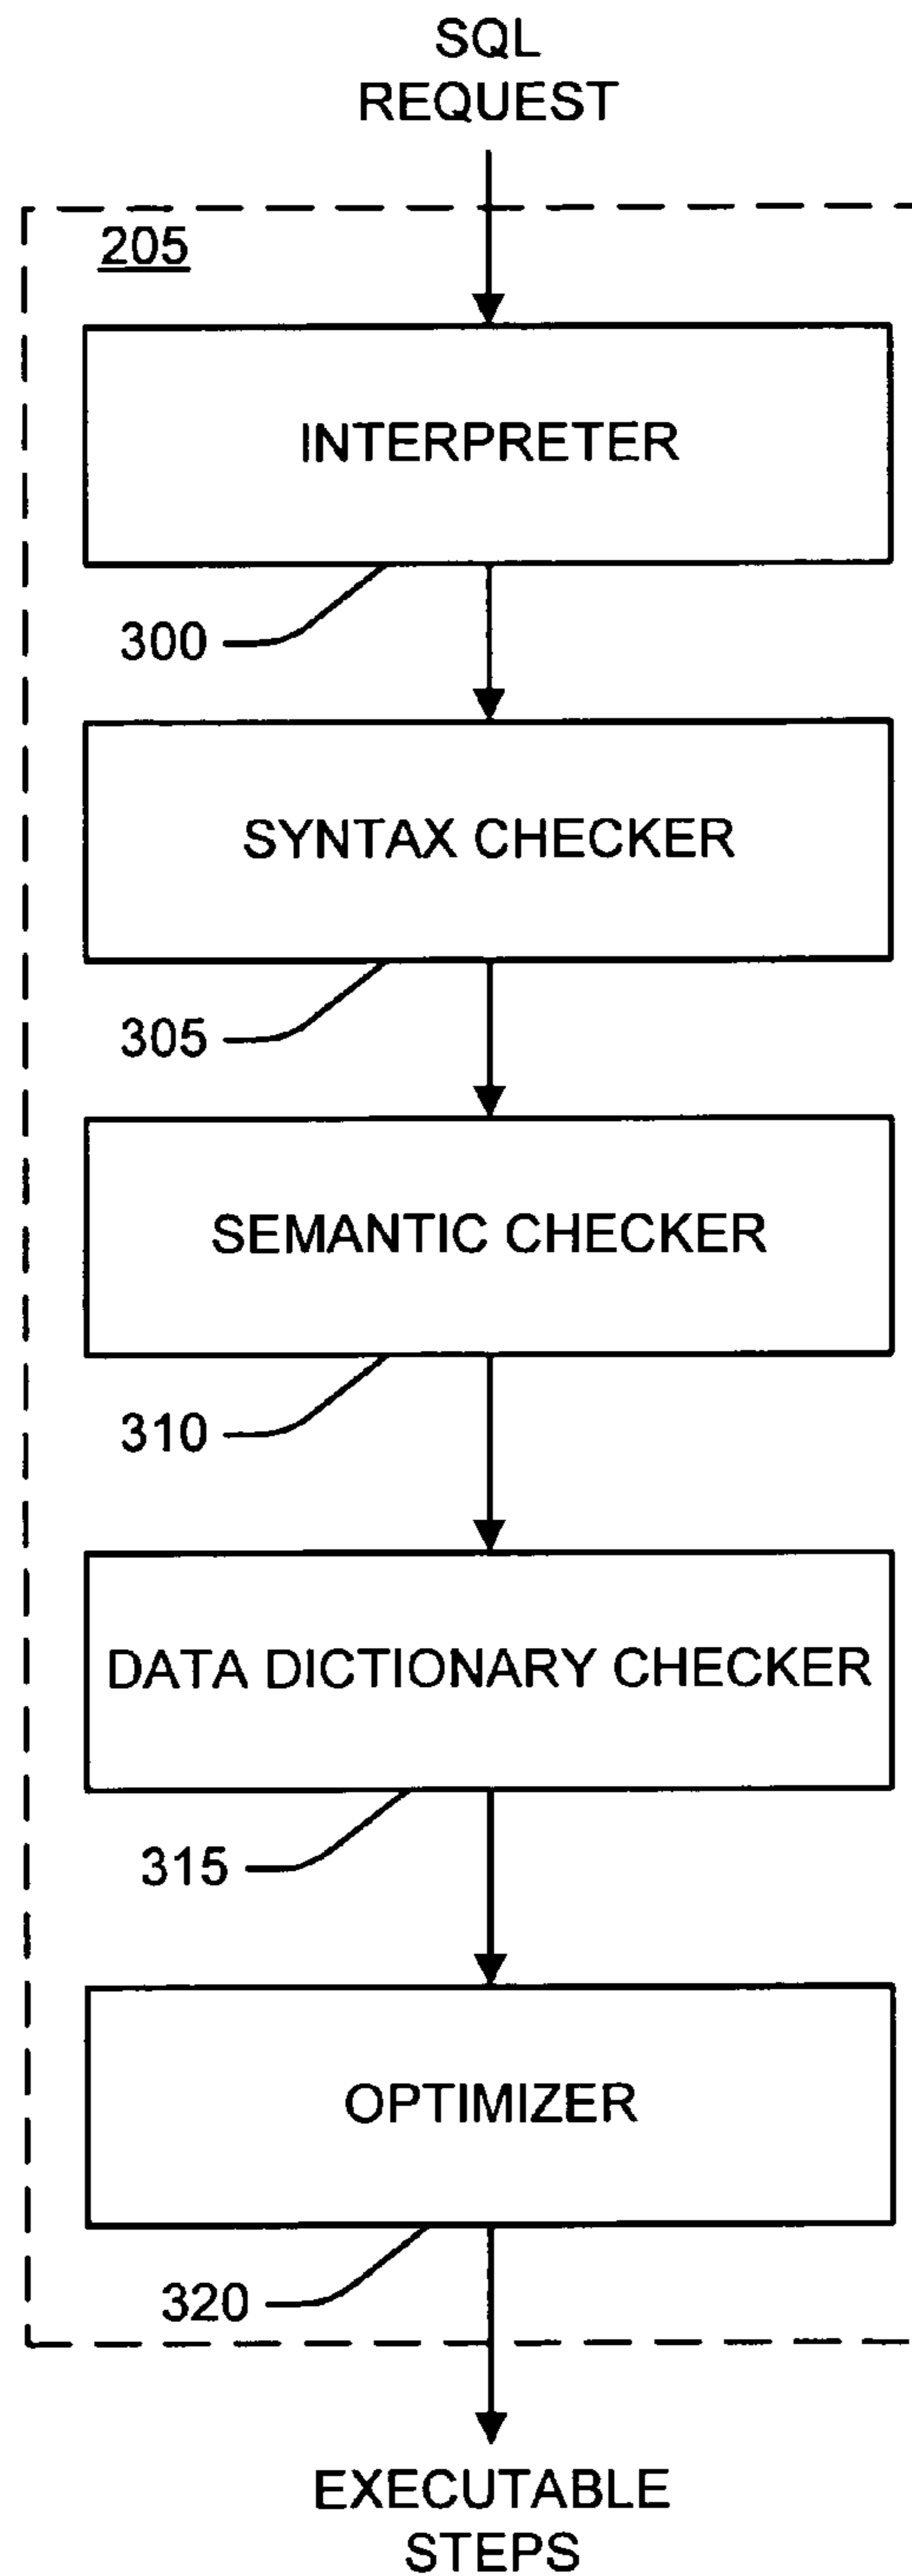 SQL
REQUEST
205
INTERPRETER
300
SYNTAX CHECKER
305
SEMANTIC CHECKER
310
DATA DICTIONARY CHECKER
315
OPTIMIZER
320
EXECUTABLE
STEPS